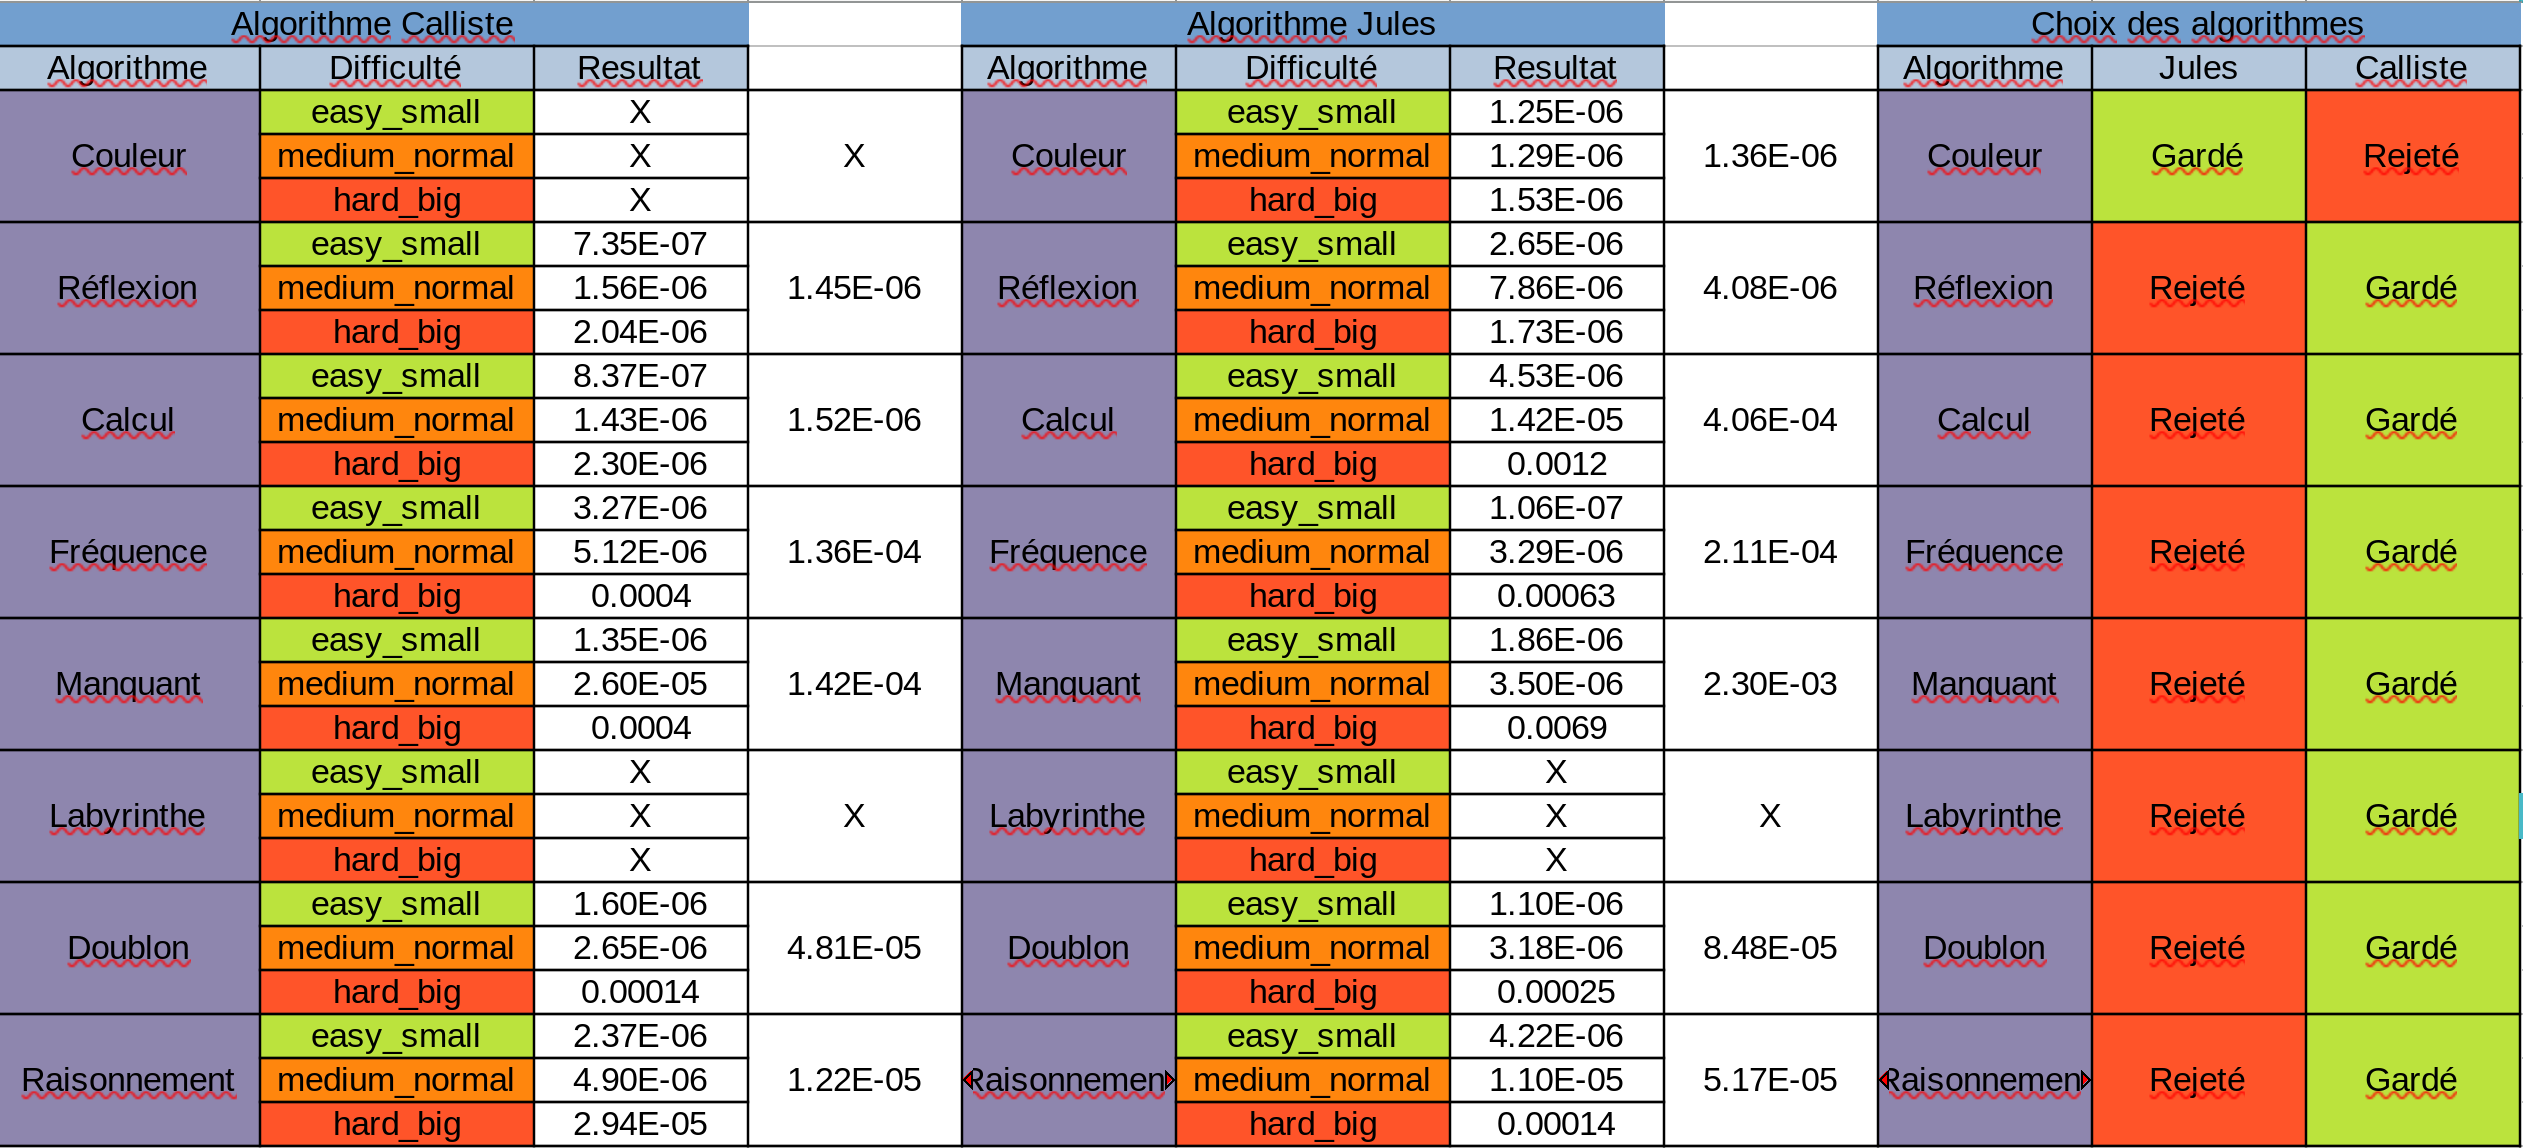 Algorithme Calliste Algorithme Jules Choix des algorithmes
Algorithme Difficulté Resultat Algorithme Difficulté Resultat Algorithme Jules Calliste
easy_small X easy_small 1.25E-06
Couleur medium_normal X X Couleur medium_normal 1.29E-06 1.36E-06 Couleur Gardé Rejeté
hard_big X hard_big 1.53E-06
easy_small 7.35E-07 easy_small 2.65E-06
Réflexion medium_normal 1.56E-06 1.45E-06 Réflexion medium_normal 7.86E-06 4.08E-06 Réflexion Rejeté Gardé
hard_big 2.04E-06 hard_big 1.73E-06
easy_small 8.37E-07 easy_small 4.53E-06
Calcul medium_normal 1.43E-06 1.52E-06 Calcul medium_normal 1.42E-05 4.06E-04 Calcul Rejeté Gardé
hard_big 2.30E-06 hard_big 0.0012
easy_small 3.27E-06 easy_small 1.06E-07
Fréquence medium_normal 5.12E-06 1.36E-04 Fréquence medium_normal 3.29E-06 2.11E-04 Fréquence Rejeté Gardé
hard_big 0.0004 hard_big 0.00063
easy_small 1.35E-06 easy_small 1.86E-06
Manquant medium_normal 2.60E-05 1.42E-04 Manquant medium_normal 3.50E-06 2.30E-03 Manquant Rejeté Gardé
hard_big 0.0004 hard_big 0.0069
easy_small X easy_small X
Labyrinthe medium_normal X X Labyrinthe medium_normal X X Labyrinthe Rejeté Gardé
hard_big X hard_big X
easy_small 1.60E-06 easy_small 1.10E-06
Doublon medium_normal 2.65E-06 4.81E-05 Doublon medium_normal 3.18E-06 8.48E-05 Doublon Rejeté Gardé
hard_big 0.00014 hard_big 0.00025
easy_small 2.37E-06 easy_small 4.22E-06
Raisonnement medium_normal 4.90E-06 1.22E-05 Raisonnemen medium_normal 1.10E-05 5.17E-05 Raisonnemen Rejeté Gardé
hard_big 2.94E-05 hard_big 0.00014